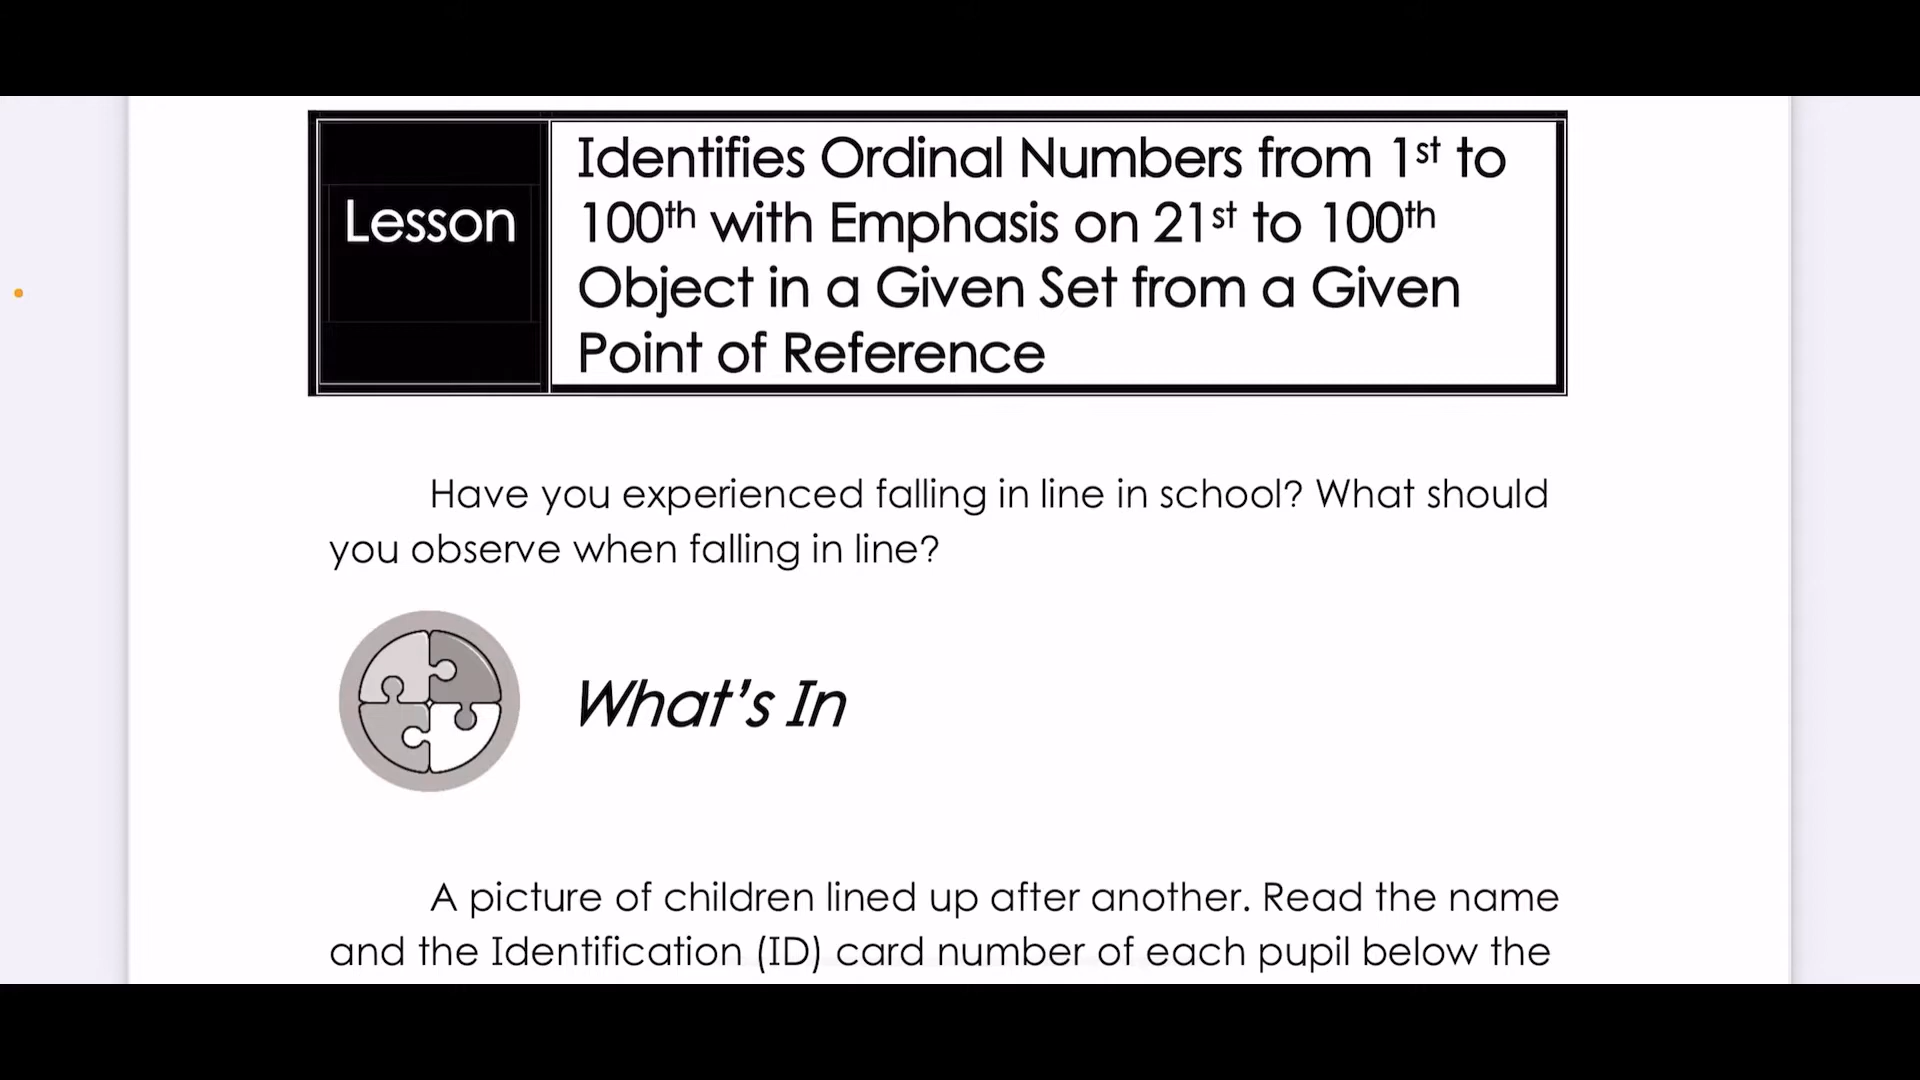 Lesson
Identifies Ordinal Numbers from 1st to
100th with Emphasis on 21st to 100th
Object in a Given Set from a Given
Point of Reference
Have you experienced falling in line in school? What should
you observe when falling in line?
What's In
A picture of children lined up after another. Read the name
and the Identification (ID) card number of each pupil below the